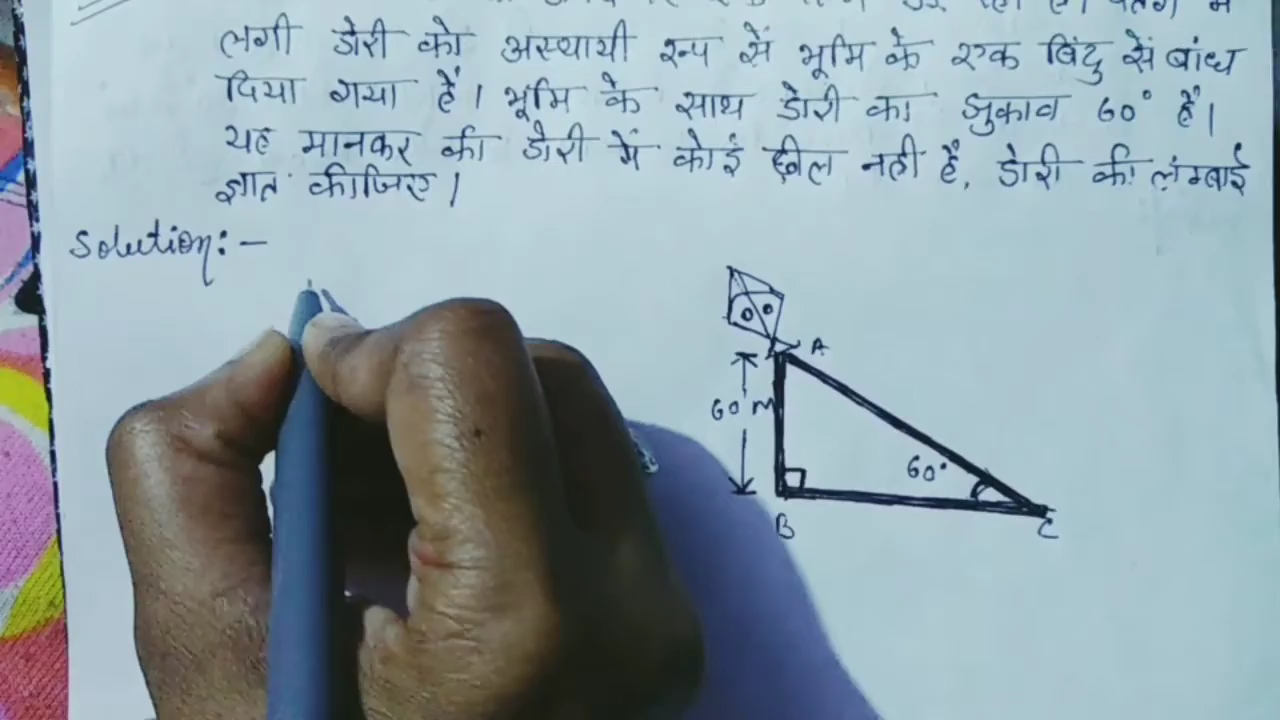 लगी डोरी को अस्थायी रूप सें भूमि के एक बिंदु सें बांध
दिया गया हैं। भूमि के साथ डोरी का झुकाव 60° हैं।
यह मानकर की डोरी में कोई ढील नही हैं, डोरी की लंम्बाई
ज्ञात कीजिए।
Solution:-
A
60 M
60°
B
C